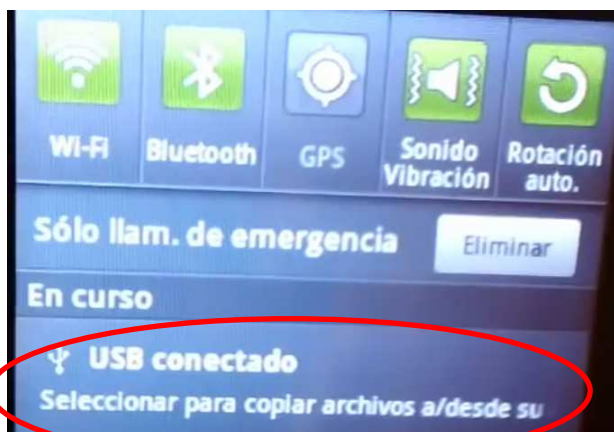 Wi-Fi
Bluetooth
GPS
Sonido
Vibración
Rotación
auto.
Sólo llam. de emergencia
Eliminar
En curso
USB conectado
Seleccionar para copiar archivos a/desde su